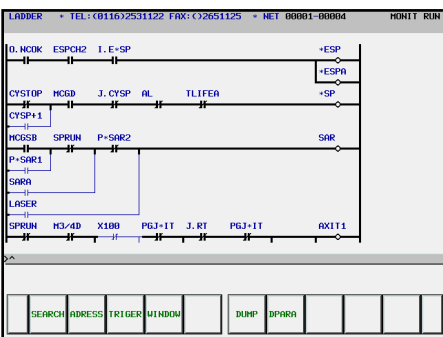 LADDER * TEL:(0116)2531122 FAX:()2651125 * NET 00001-00004 MONIT RUN
O.NCOK ESPCH2 I.E*SP *ESP
*ESPA
CYSTOP MCGD J.CYSP AL TLIFEA *SP
CYSP+1
MCGSB SPRUN P*SAR2 SAR
P*SAR1
SARA
LASER
SPRUN M3/4D X100 PGJ*IT J.RT PGJ+IT AXIT1
>^
SEARCH ADRESS TRIGER WINDOW DUMP DPARA